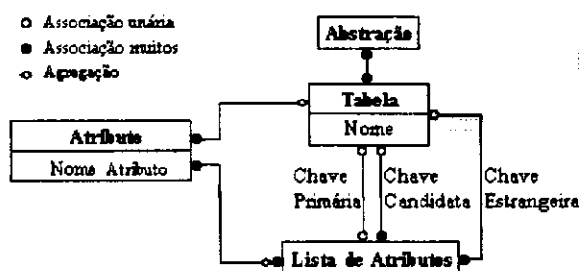 Associação unária
Associação muitos
Agregação
Abstração
Tabela
Nome
Atributo
Nome Atributo
Chave Primária
Chave Candidata
Chave Estrangeira
Lista de Atributos